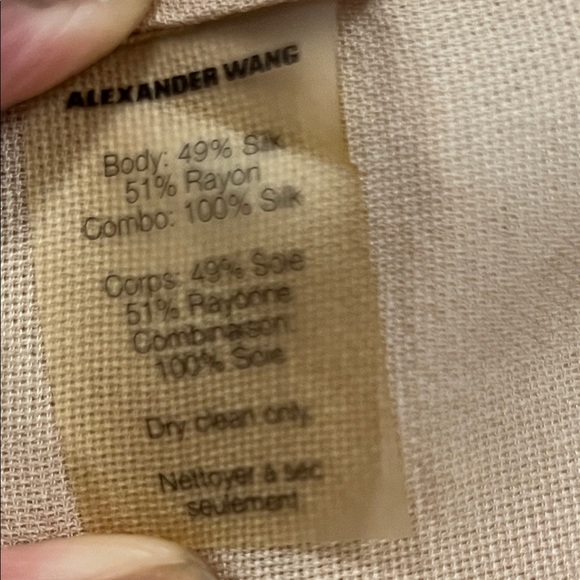 ALEXANDER WANG
Body: 49% Silk
51% Rayon
Combo: 100% Silk
Corps: 49% Soie
51% Rayonne
Combinaison:
100% Soie
Dry clean only.
Nettoyer à sec
seulement